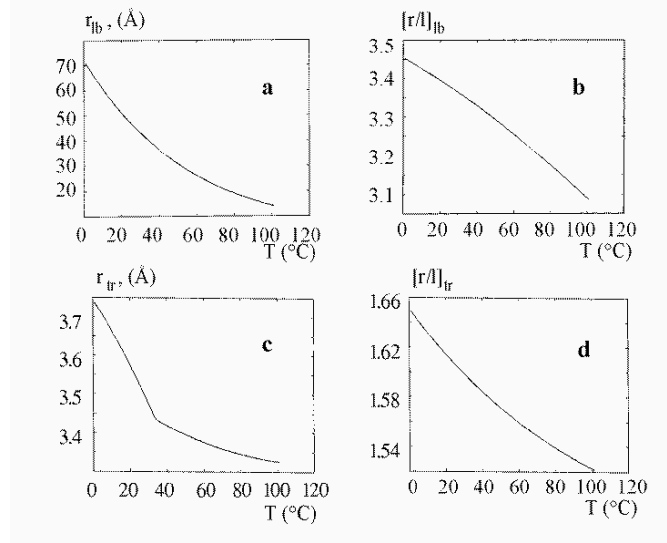 r_lb , (Å)
70
60
50
40
30
20
a
0 20 40 60 80 100 120
T (°C)
[r/l]_lb
3.5
3.4
3.3
3.2
3.1
b
0 20 40 60 80 100 120
T (°C)
r_tr , (Å)
3.7
3.6
3.5
3.4
c
0 20 40 60 80 100 120
T (°C)
[r/l]_tr
1.66
1.62
1.58
1.54
d
0 20 40 60 80 100 120
T (°C)